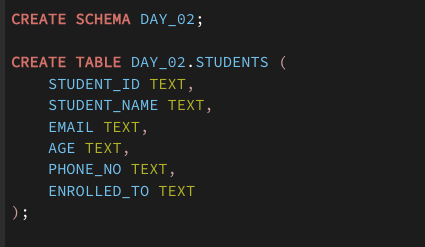 CREATE SCHEMA DAY_02;
CREATE TABLE DAY_02.STUDENTS (
    STUDENT_ID TEXT,
    STUDENT_NAME TEXT,
    EMAIL TEXT,
    AGE TEXT,
    PHONE_NO TEXT,
    ENROLLED_TO TEXT
);